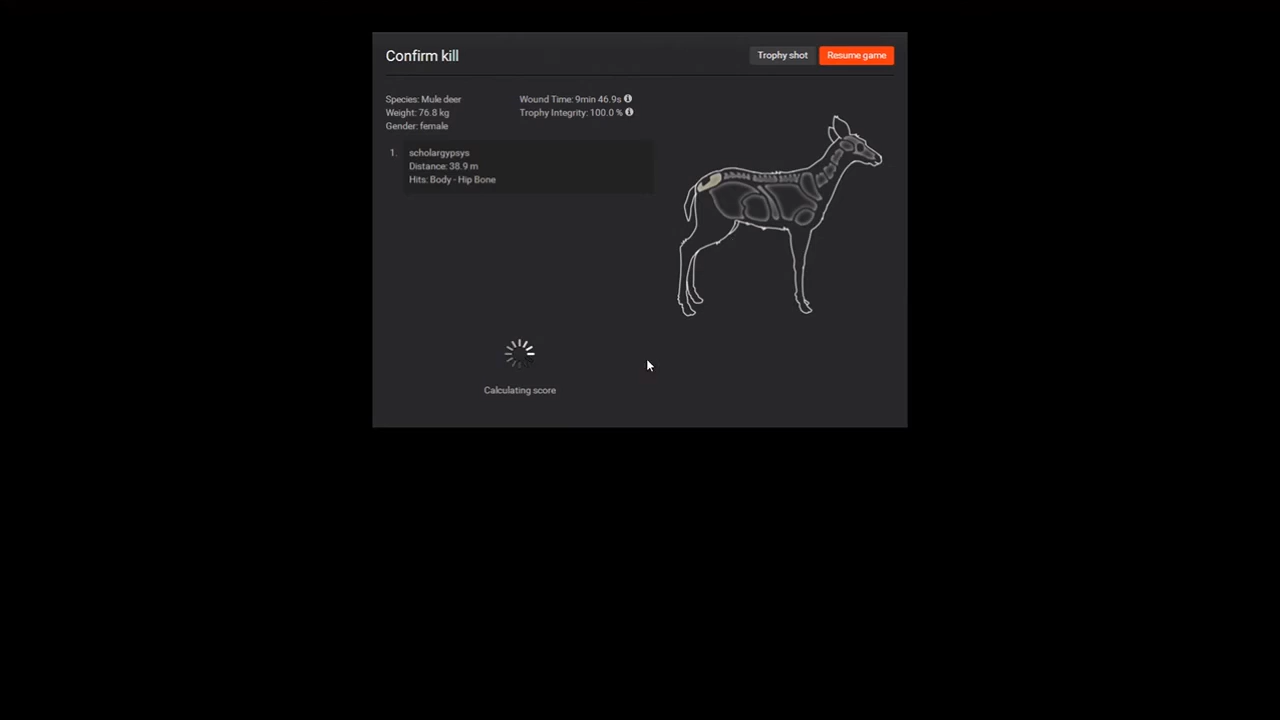 Confirm kill
Trophy shot
Resume game
Species: Mule deer
Weight: 76.8 kg
Gender: female
Wound Time: 9min 46.9s
Trophy Integrity: 100.0 %
1.
scholargypsys
Distance: 38.9 m
Hits: Body - Hip Bone
Calculating score